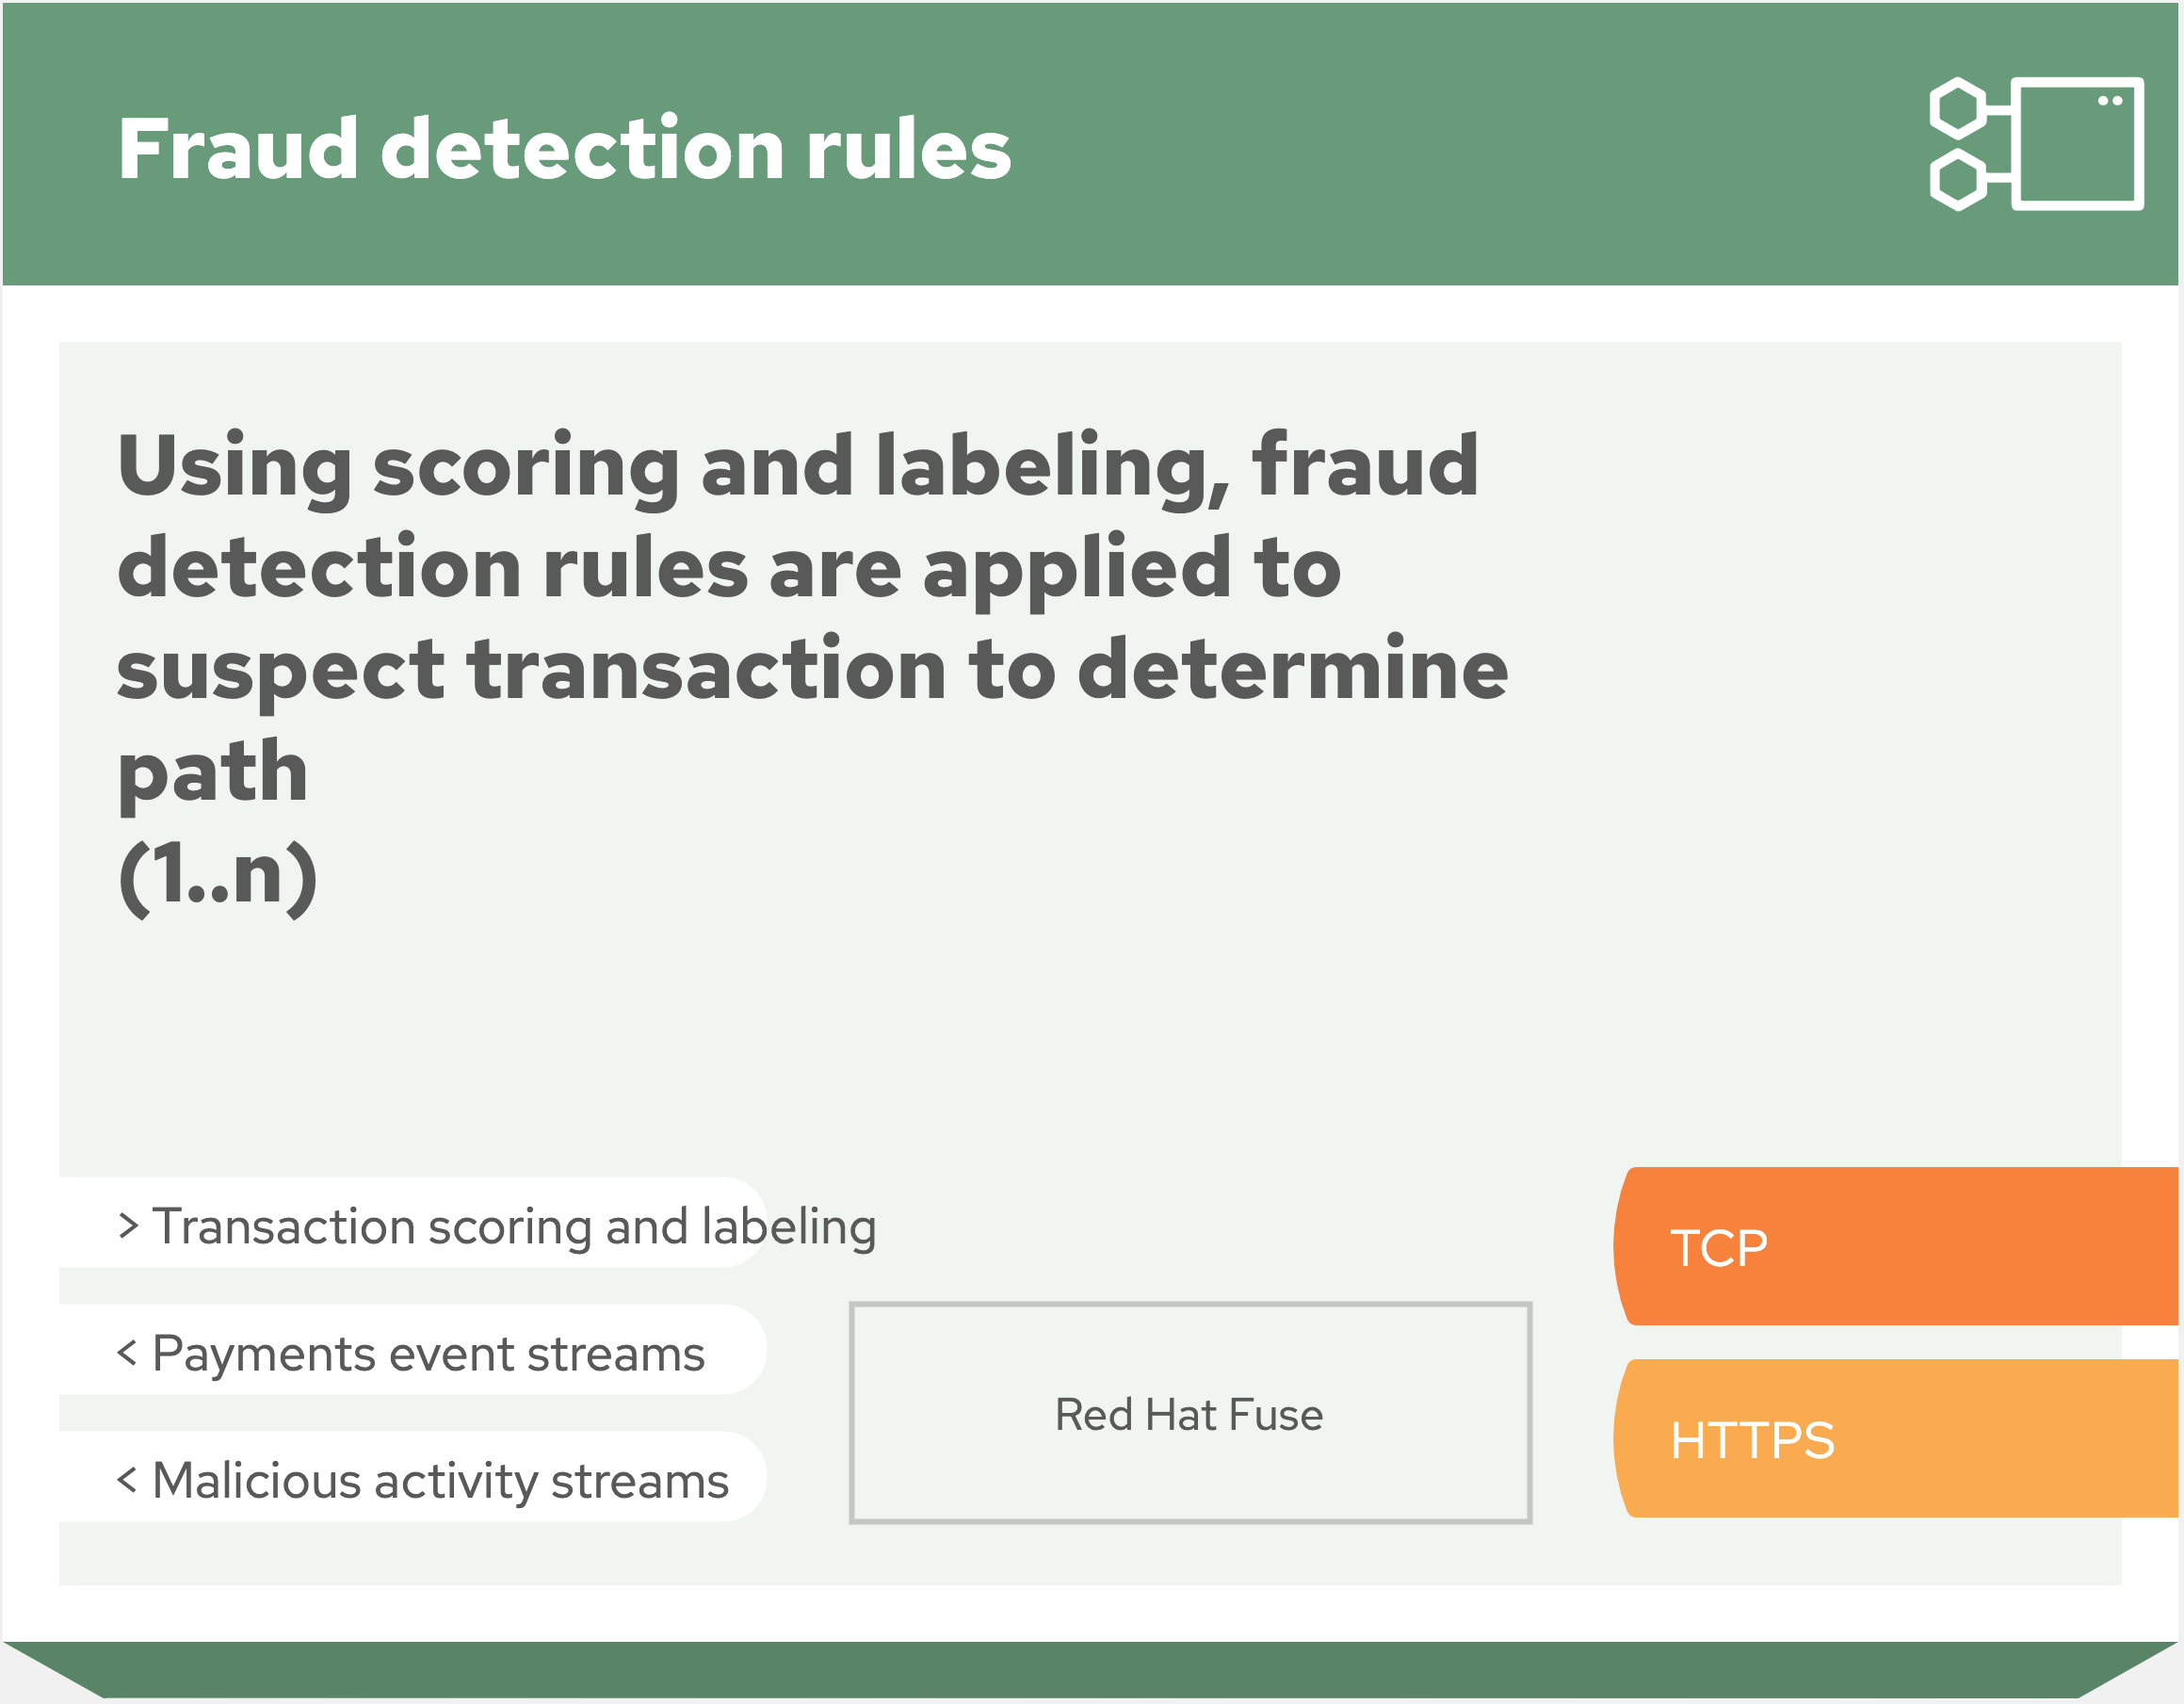 Fraud detection rules
Using scoring and labeling, fraud
detection rules are applied to
suspect transaction to determine
path
(1..n)
> Transaction scoring and labeling
< Payments event streams
< Malicious activity streams
Red Hat Fuse
TCP
HTTPS